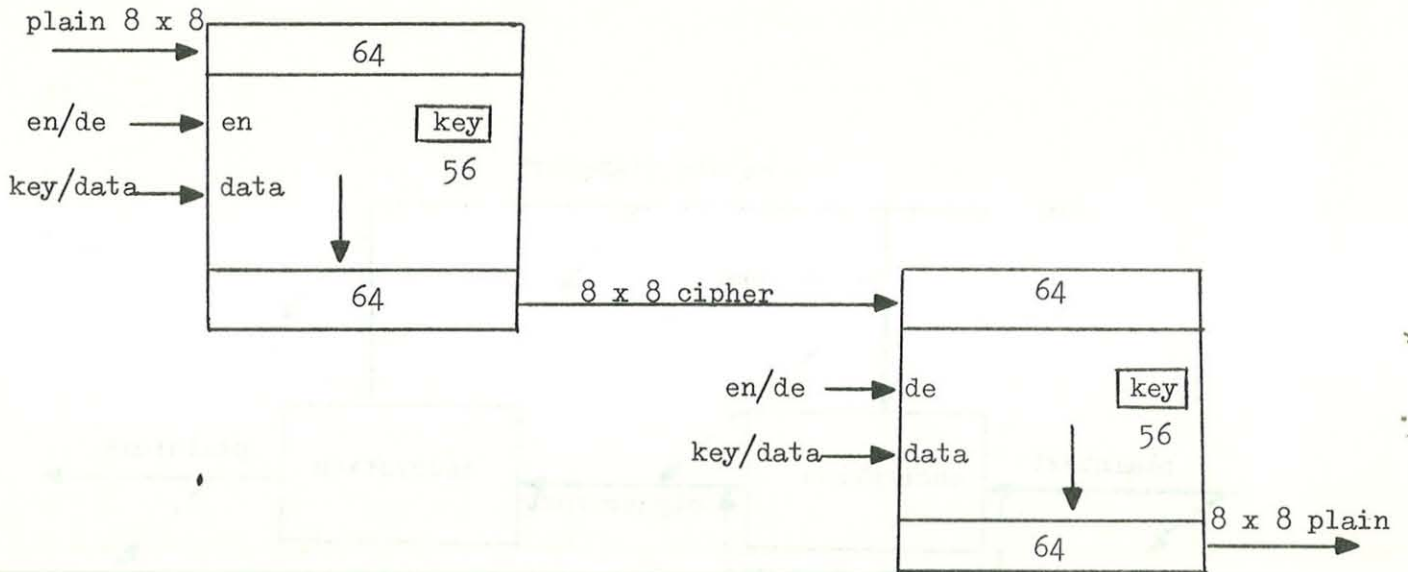 plain 8 x 8
64
en/de
en
key
key/data
data
56
64
8 x 8 cipher
64
en/de
de
key
key/data
data
56
64
8 x 8 plain